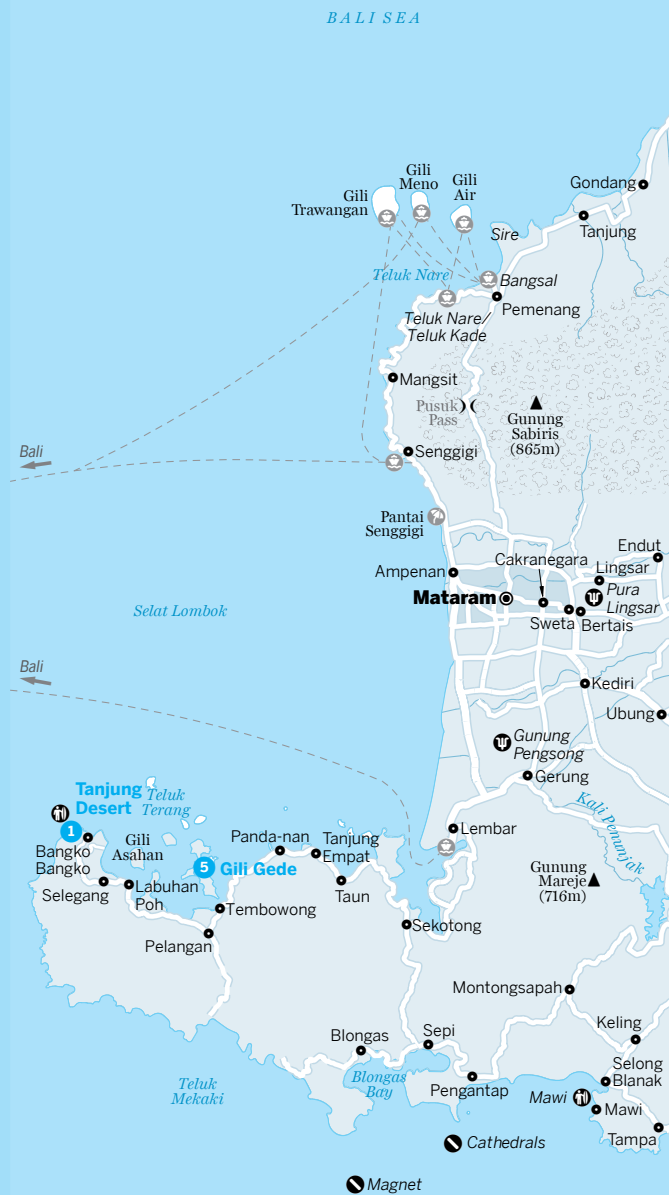 BALI SEA
Gili
Meno
Gili
Air
Gili
Trawangan
Gondang
Tanjung
Sire
Teluk Nare
Bangsal
Pemenang
Teluk Nare/
Teluk Kade
Mangsit
Pusuk
Pass
Gunung
Sabiris
(865m)
Bali
Senggigi
Pantai
Senggigi
Endut
Cakranegara
Lingsar
Ampenan
Mataram
Pura
Lingsar
Sweta
Bertais
Selat Lombok
Bali
Kediri
Ubung
Gunung
Pengsong
Gerung
Kali Pemunjak
Tanjung
Desert
Teluk
Terang
1
Bangko
Bangko
Gili
Asahan
Panda-nan
Tanjung
Empat
Lembar
5
Gili Gede
Gunung
Mareje
(716m)
Selegang
Labuhan
Poh
Taun
Tembowong
Sekotong
Pelangan
Montongsapah
Keling
Blongas
Sepi
Selong
Blanak
Teluk
Mekaki
Blongas
Bay
Pengantap
Mawi
Mawi
Tampa
Cathedrals
Magnet